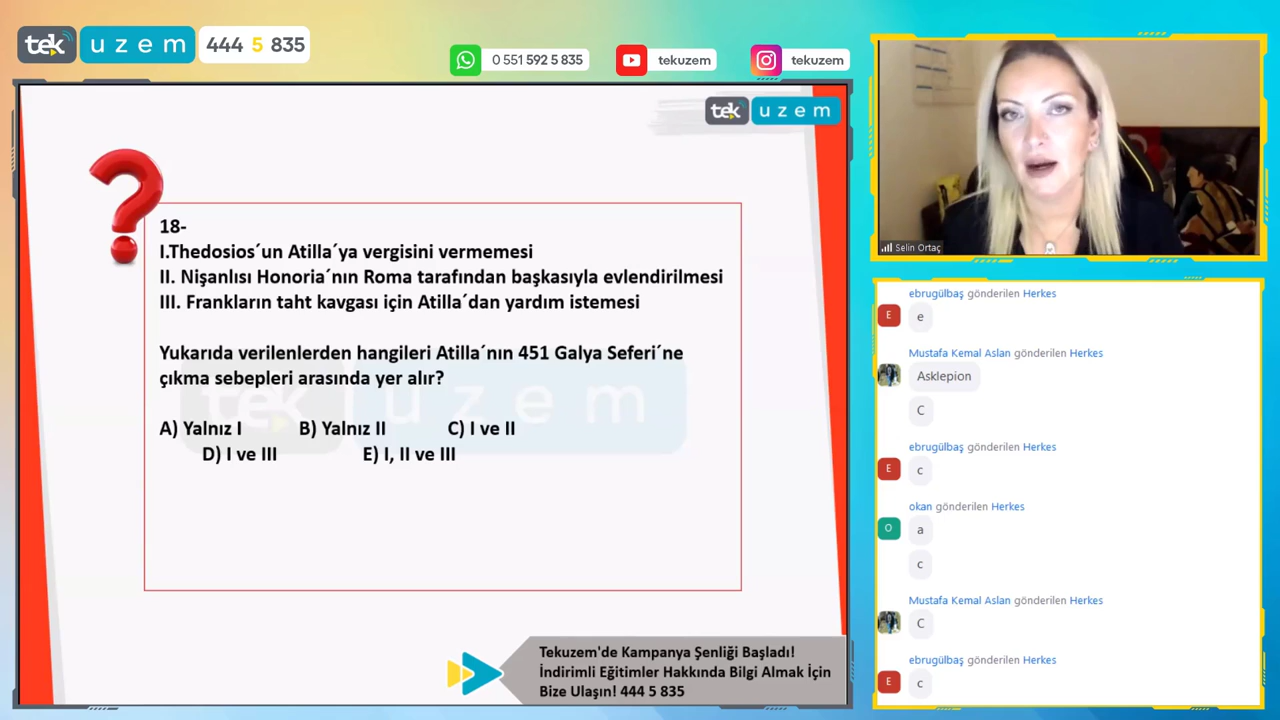 tek uzem 444 5 835
0 551 592 5 835
tekuzem
tekuzem
tek uzem
18-
I.Thedosios´un Atilla´ya vergisini vermemesi
II. Nişanlısı Honoria´nın Roma tarafından başkasıyla evlendirilmesi
III. Frankların taht kavgası için Atilla´dan yardım istemesi
Yukarıda verilenlerden hangileri Atilla´nın 451 Galya Seferi´ne
çıkma sebepleri arasında yer alır?
A) Yalnız I B) Yalnız II C) I ve II
D) I ve III E) I, II ve III
tek uzem
Tekuzem'de Kampanya Şenliği Başladı!
İndirimli Eğitimler Hakkında Bilgi Almak İçin
Bize Ulaşın! 444 5 835
Selin Ortaç
ebrugülbaş gönderilen Herkes
E
e
Mustafa Kemal Aslan gönderilen Herkes
Asklepion
C
ebrugülbaş gönderilen Herkes
E
c
okan gönderilen Herkes
O
a
c
Mustafa Kemal Aslan gönderilen Herkes
C
ebrugülbaş gönderilen Herkes
E
c